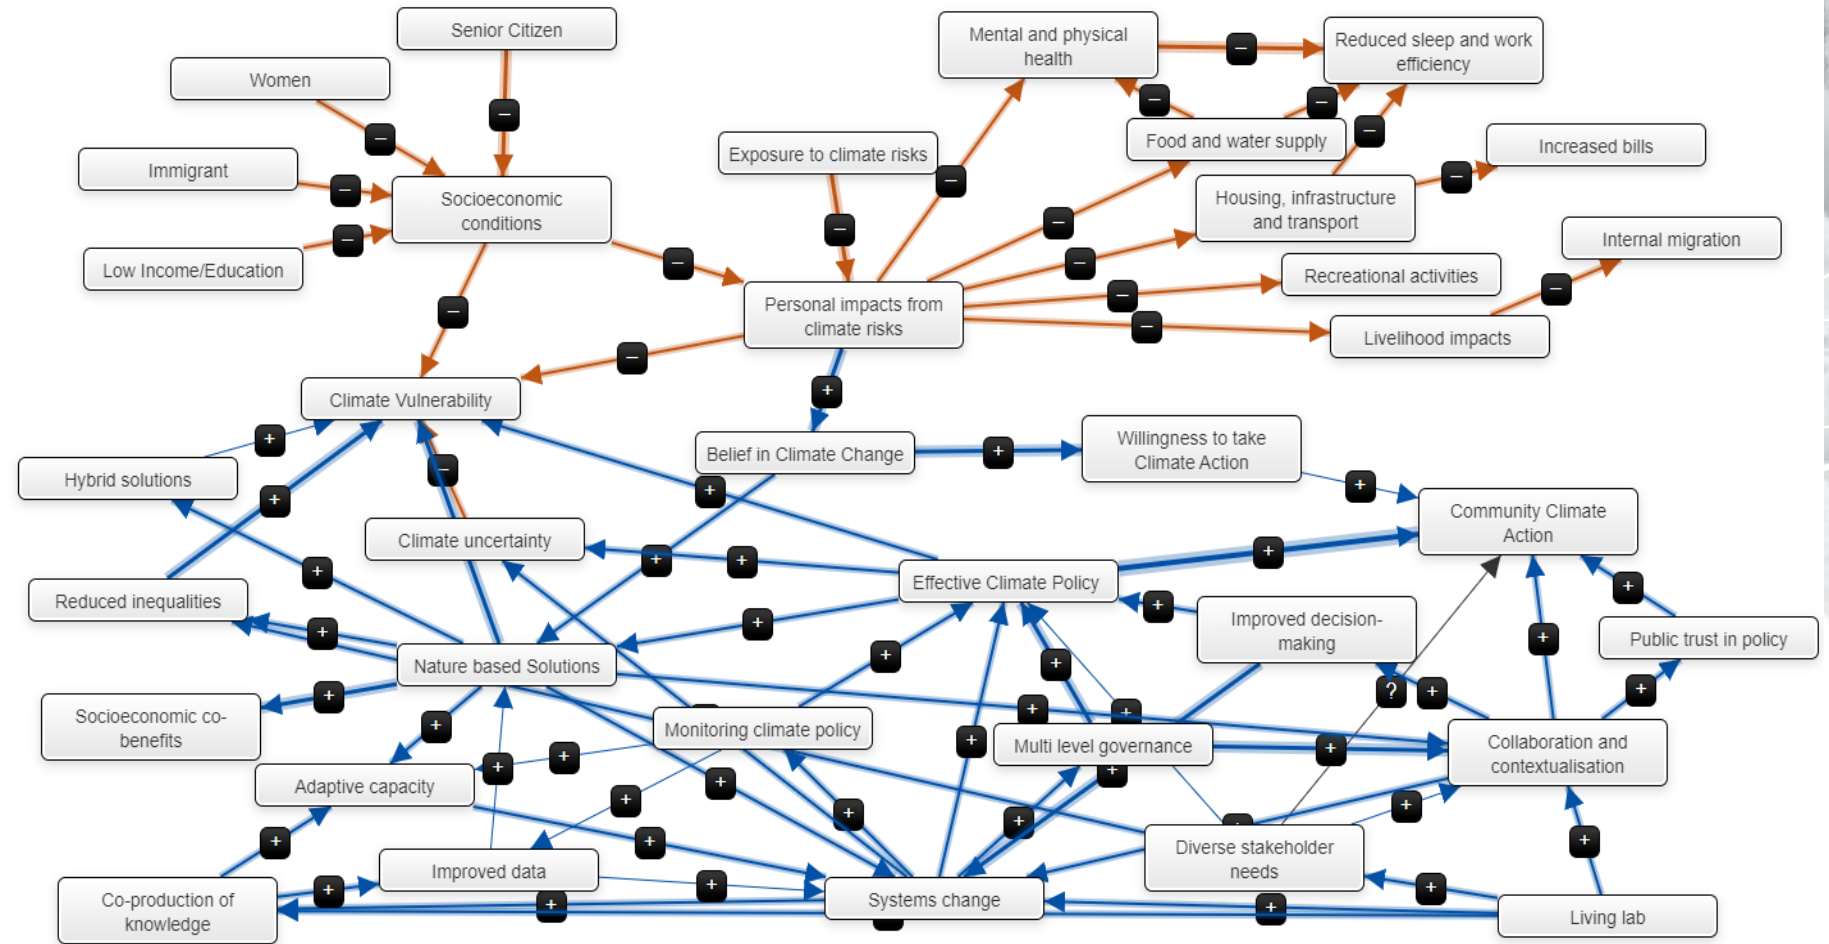 Senior Citizen
Mental and physical
health
Reduced sleep and work
efficiency
Women
Food and water supply
Increased bills
Exposure to climate risks
Immigrant
Socioeconomic
conditions
Housing, infrastructure
and transport
Internal migration
Low Income/Education
Recreational activities
Personal impacts from
climate risks
Livelihood impacts
Climate Vulnerability
Belief in Climate Change
Willingness to take
Climate Action
Hybrid solutions
Community Climate
Action
Climate uncertainty
Effective Climate Policy
Reduced inequalities
Improved decision-
making
Public trust in policy
Nature based Solutions
Socioeconomic co-
benefits
Monitoring climate policy
Multi level governance
Collaboration and
contextualisation
Adaptive capacity
Diverse stakeholder
needs
Improved data
Co-production of
knowledge
Systems change
Living lab